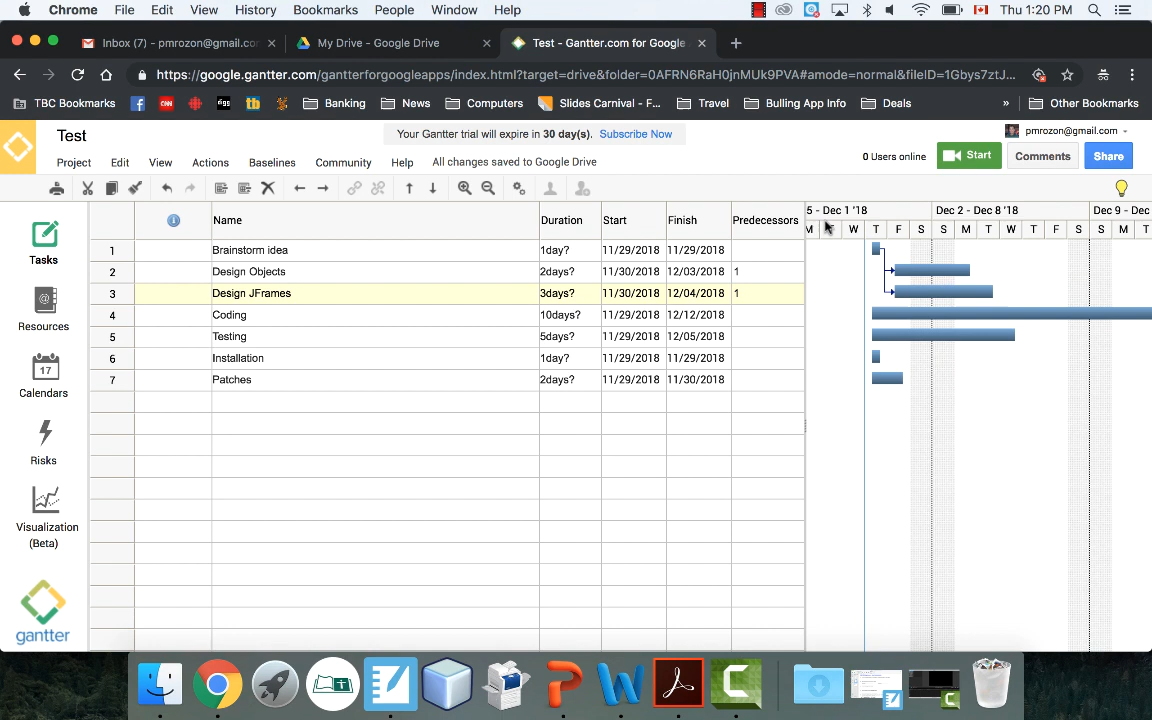 Chrome File Edit View History Bookmarks People Window Help Thu 1:20 PM
Inbox (7) - pmrozon@gmail.co
My Drive - Google Drive
Test - Gantter.com for Google
https://google.gantter.com/gantterforgoogleapps/index.html?target=drive&folder=0AFRN6RaH0jnMUk9PVA#amode=normal&fileID=1Gbys7ztJ...
TBC Bookmarks CNN digg tb Banking News Computers Slides Carnival - F... Travel Bulling App Info Deals » Other Bookmarks
Test
Your Gantter trial will expire in 30 day(s). Subscribe Now
pmrozon@gmail.com
Project Edit View Actions Baselines Community Help All changes saved to Google Drive
0 Users online Start Comments Share
Name Duration Start Finish Predecessors
5 - Dec 1 '18 Dec 2 - Dec 8 '18 Dec 9 - Dec
M T W T F S S M T W T F S S M T
1 Brainstorm idea 1day? 11/29/2018 11/29/2018
2 Design Objects 2days? 11/30/2018 12/03/2018 1
3 Design JFrames 3days? 11/30/2018 12/04/2018 1
4 Coding 10days? 11/29/2018 12/12/2018
5 Testing 5days? 11/29/2018 12/05/2018
6 Installation 1day? 11/29/2018 11/29/2018
7 Patches 2days? 11/29/2018 11/30/2018
Tasks
Resources
17
Calendars
Risks
Visualization
(Beta)
gantter